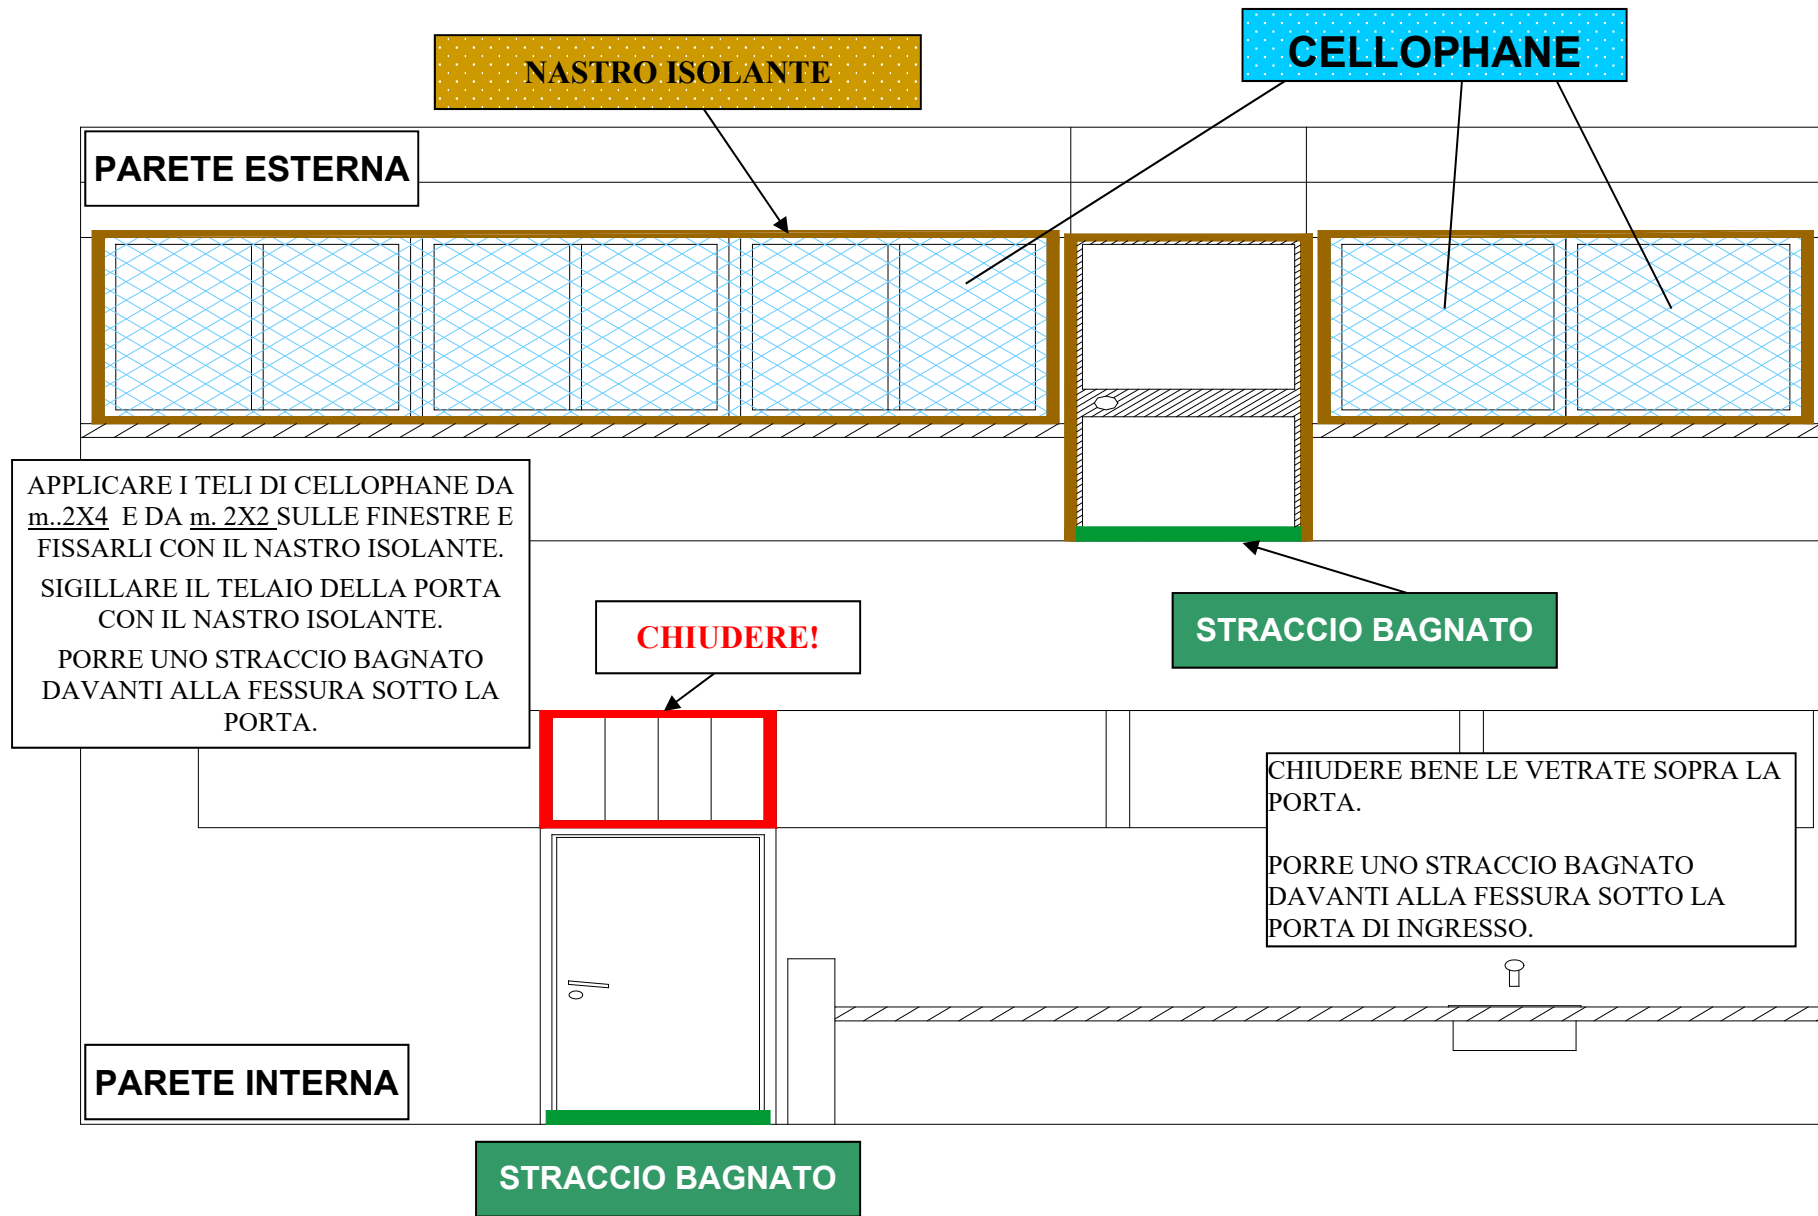 NASTRO ISOLANTE
CELLOPHANE
PARETE ESTERNA
APPLICARE I TELI DI CELLOPHANE DA
m..2X4 E DA m. 2X2 SULLE FINESTRE E
FISSARLI CON IL NASTRO ISOLANTE.
SIGILLARE IL TELAIO DELLA PORTA
CON IL NASTRO ISOLANTE.
PORRE UNO STRACCIO BAGNATO
DAVANTI ALLA FESSURA SOTTO LA
PORTA.
STRACCIO BAGNATO
CHIUDERE!
CHIUDERE BENE LE VETRATE SOPRA LA
PORTA.
PORRE UNO STRACCIO BAGNATO
DAVANTI ALLA FESSURA SOTTO LA
PORTA DI INGRESSO.
PARETE INTERNA
STRACCIO BAGNATO